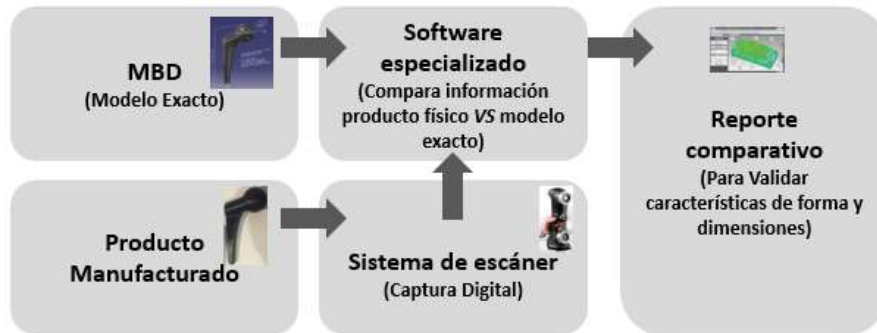 MBD
(Modelo Exacto)
Software
especializado
(Compara información
producto físico VS modelo
exacto)
Reporte
comparativo
(Para Validar
características de forma y
dimensiones)
Producto
Manufacturado
Sistema de escáner
(Captura Digital)